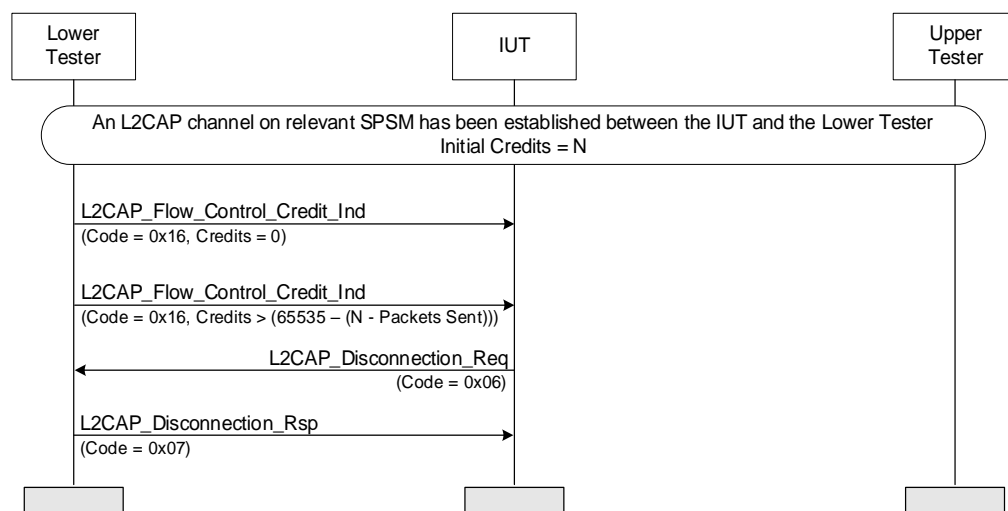 Lower
Tester
IUT
Upper
Tester
An L2CAP channel on relevant SPSM has been established between the IUT and the Lower Tester
Initial Credits = N
L2CAP_Flow_Control_Credit_Ind
(Code = 0x16, Credits = 0)
L2CAP_Flow_Control_Credit_Ind
(Code = 0x16, Credits > (65535 – (N - Packets Sent)))
L2CAP_Disconnection_Req
(Code = 0x06)
L2CAP_Disconnection_Rsp
(Code = 0x07)